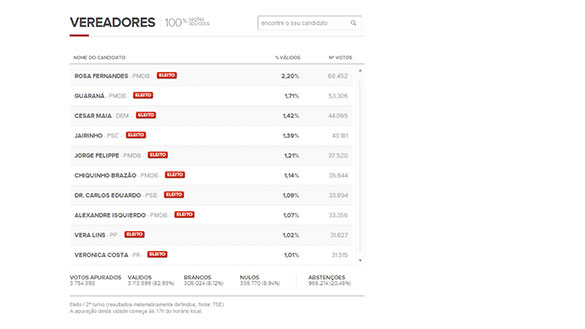 VEREADORES 100% SEÇÕES APURADAS
encontre o seu candidato
NOME DO CANDIDATO % VÁLIDOS Nº VOTOS
ROSA FERNANDES - PMDB ELEITO 2,20% 68.452
GUARANÁ - PMDB ELEITO 1,71% 53.306
CESAR MAIA - DEM ELEITO 1,42% 44.095
JAIRINHO - PSC ELEITO 1,39% 43.181
JORGE FELIPPE - PMDB ELEITO 1,21% 37.520
CHIQUINHO BRAZÃO - PMDB ELEITO 1,14% 35.644
DR. CARLOS EDUARDO - PSB ELEITO 1,09% 33.894
ALEXANDRE ISQUIERDO - PMDB ELEITO 1,07% 33.356
VERA LINS - PP ELEITO 1,02% 31.827
VERONICA COSTA - PR ELEITO 1,01% 31.515
VOTOS APURADOS VÁLIDOS BRANCOS NULOS ABSTENÇÕES
3.754.393 3.113.599 (82,93%) 305.024 (8,12%) 335.770 (8,94%) 965.214 (20,45%)
Eleito / 2º turno (resultados matematicamente definidos, fonte: TSE)
A apuração desta cidade começa às 17h do horário local.